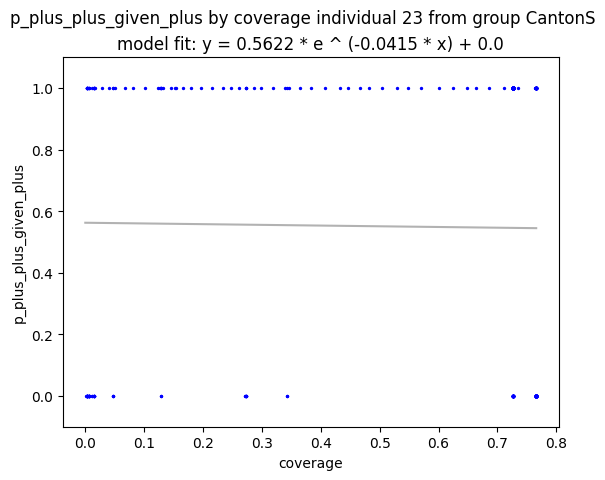 p_plus_plus_given_plus by coverage individual 23 from group CantonS
model fit: y = 0.5622 * e ^ (-0.0415 * x) + 0.0
p_plus_plus_given_plus
1.0
0.8
0.6
0.4
0.2
0.0
0.0 0.1 0.2 0.3 0.4 0.5 0.6 0.7 0.8
coverage